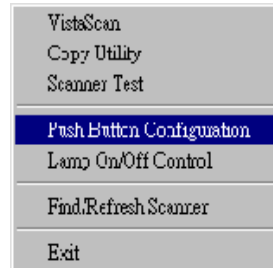 VistaScan
Copy Utility
Scanner Test
Push Button Configuration
Lamp On/Off Control
Find/Refresh Scanner
Exit